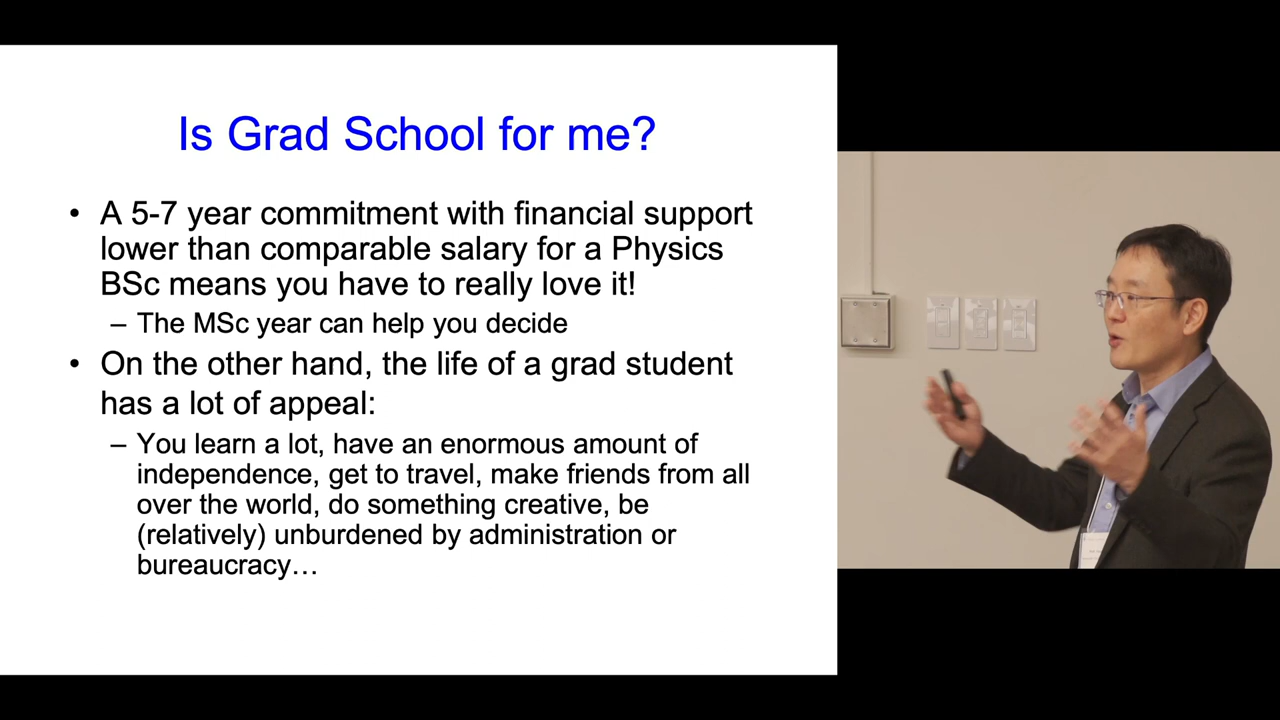 Is Grad School for me?
• A 5-7 year commitment with financial support
lower than comparable salary for a Physics
BSc means you have to really love it!
– The MSc year can help you decide
• On the other hand, the life of a grad student
has a lot of appeal:
– You learn a lot, have an enormous amount of
independence, get to travel, make friends from all
over the world, do something creative, be
(relatively) unburdened by administration or
bureaucracy…